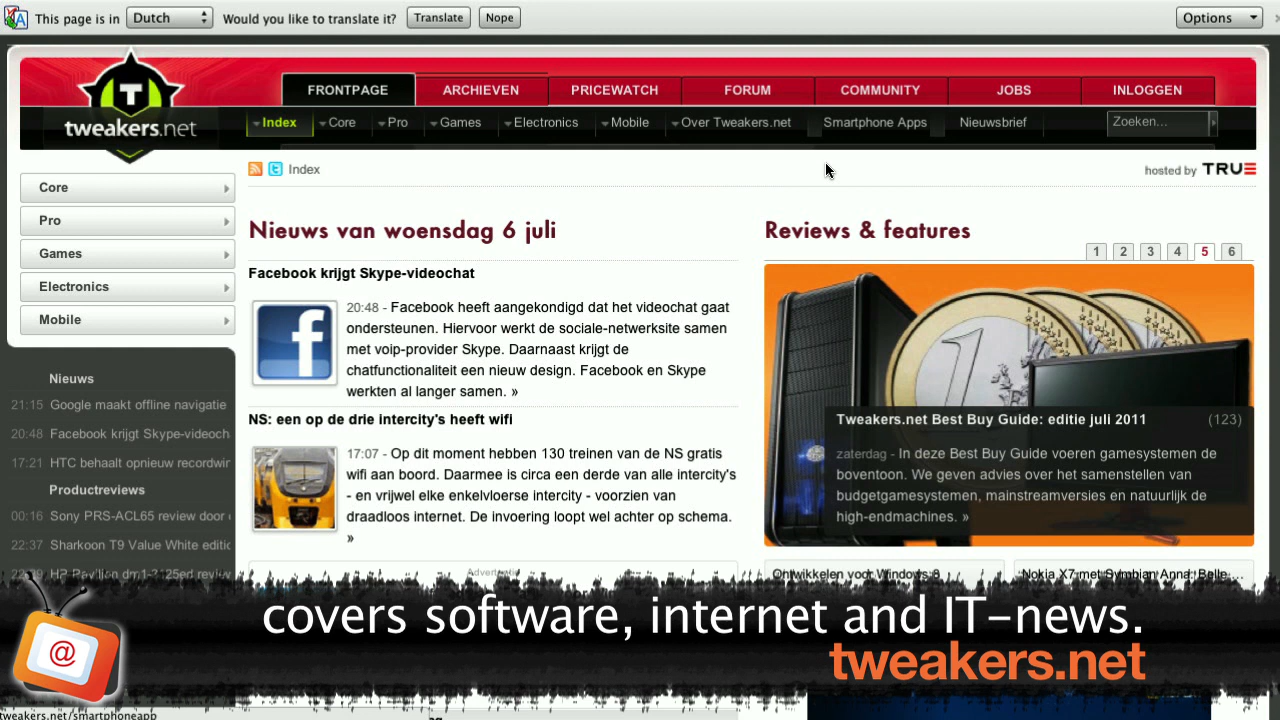 This page is in Dutch Would you like to translate it? Translate Nope Options
T
tweakers.net
FRONTPAGE ARCHIEVEN PRICEWATCH FORUM COMMUNITY JOBS INLOGGEN
Index Core Pro Games Electronics Mobile Over Tweakers.net Smartphone Apps Nieuwsbrief Zoeken...
Index
hosted by TRUE
Core
Pro
Games
Electronics
Mobile
Nieuws
21:15 Google maakt offline navigatie
20:48 Facebook krijgt Skype-videoch
17:21 HTC behaalt opnieuw recordwin
Productreviews
00:16 Sony PRS-ACL65 review door
22:37 Sharkoon T9 Value White editio
Nieuws van woensdag 6 juli
Facebook krijgt Skype-videochat
20:48 - Facebook heeft aangekondigd dat het videochat gaat
ondersteunen. Hiervoor werkt de sociale-netwerksite samen
met voip-provider Skype. Daarnaast krijgt de
chatfunctionaliteit een nieuw design. Facebook en Skype
werkten al langer samen. »
NS: een op de drie intercity's heeft wifi
17:07 - Op dit moment hebben 130 treinen van de NS gratis
wifi aan boord. Daarmee is circa een derde van alle intercity's
- en vrijwel elke enkelvloerse intercity - voorzien van
draadloos internet. De invoering loopt wel achter op schema.
»
Reviews & features
1 2 3 4 5 6
Tweakers.net Best Buy Guide: editie juli 2011 (123)
zaterdag - In deze Best Buy Guide voeren gamesystemen de
boventoon. We geven advies over het samenstellen van
budgetgamesystemen, mainstreamversies en natuurlijk de
high-endmachines. »
Ontwikkelen voor Windows 8
Nokia X7 met Symbian Anna: Belle...
@
covers software, internet and IT-news.
tweakers.net
tweakers.net/smartphoneapp